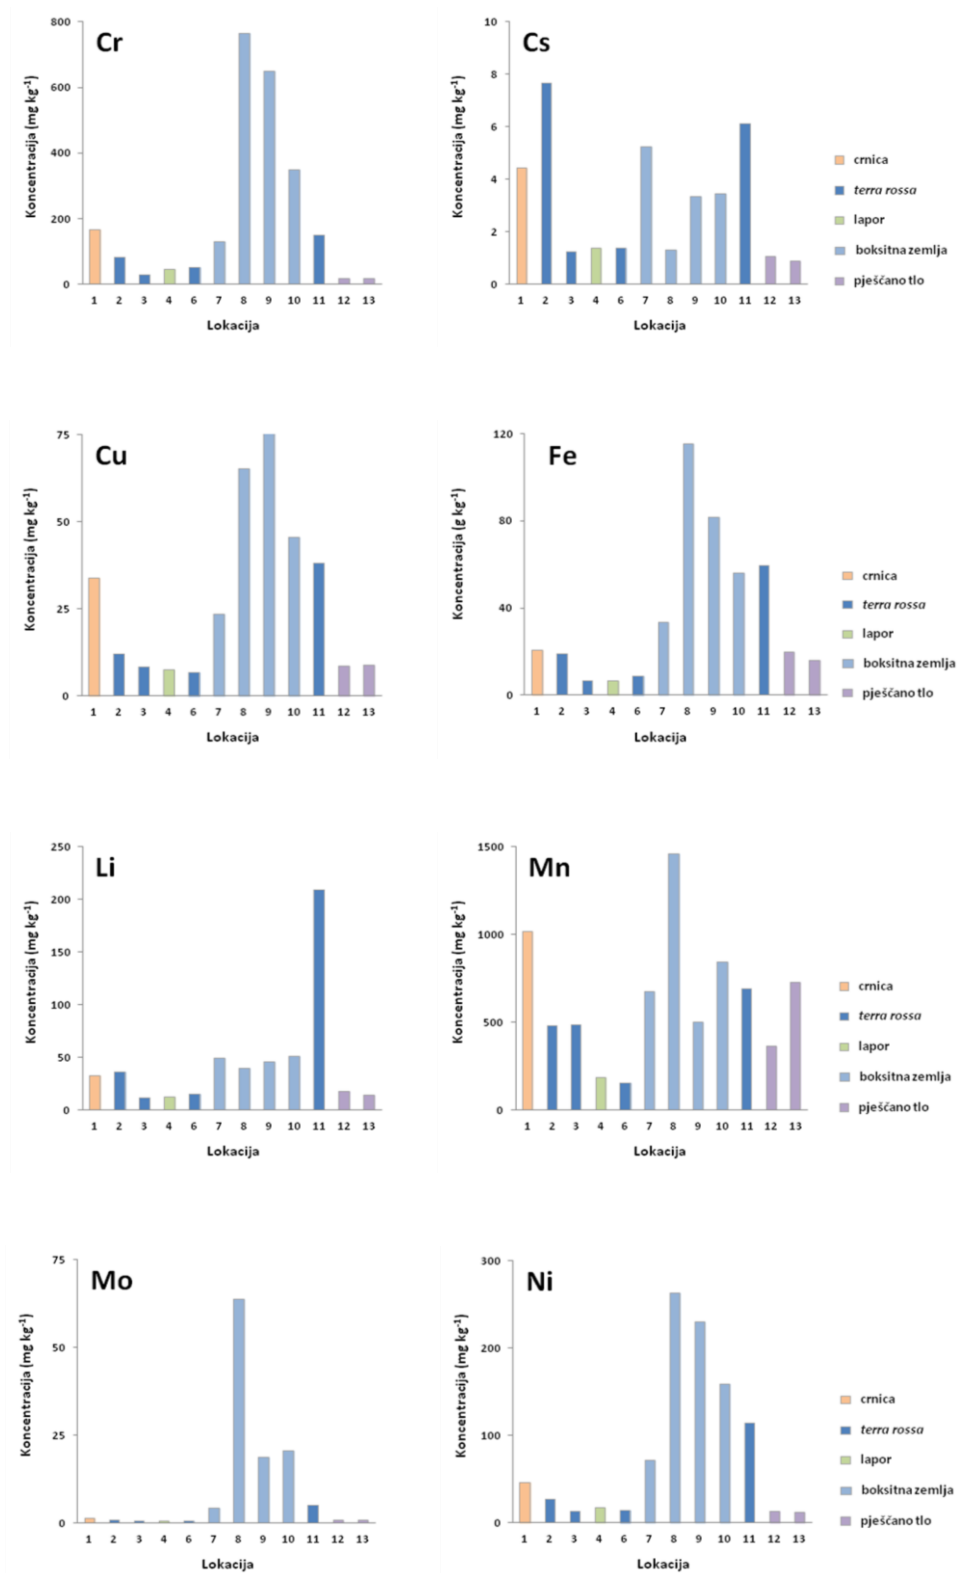 Cr
Koncentracija (mg kg⁻¹)
800
600
400
200
0
1 2 3 4 6 7 8 9 10 11 12 13
Lokacija
Cs
Koncentracija (mg kg⁻¹)
10
8
6
4
2
0
1 2 3 4 6 7 8 9 10 11 12 13
Lokacija
crnica
terra rossa
lapor
boksitna zemlja
pješčano tlo
Cu
Koncentracija (mg kg⁻¹)
75
50
25
0
1 2 3 4 6 7 8 9 10 11 12 13
Lokacija
Fe
Koncentracija (g kg⁻¹)
120
80
40
0
1 2 3 4 6 7 8 9 10 11 12 13
Lokacija
crnica
terra rossa
lapor
boksitna zemlja
pješčano tlo
Li
Koncentracija (mg kg⁻¹)
250
200
150
100
50
0
1 2 3 4 6 7 8 9 10 11 12 13
Lokacija
Mn
Koncentracija (mg kg⁻¹)
1500
1000
500
0
1 2 3 4 6 7 8 9 10 11 12 13
Lokacija
crnica
terra rossa
lapor
boksitna zemlja
pješčano tlo
Mo
Koncentracija (mg kg⁻¹)
75
50
25
0
1 2 3 4 6 7 8 9 10 11 12 13
Lokacija
Ni
Koncentracija (mg kg⁻¹)
300
200
100
0
1 2 3 4 6 7 8 9 10 11 12 13
Lokacija
crnica
terra rossa
lapor
boksitna zemlja
pješčano tlo